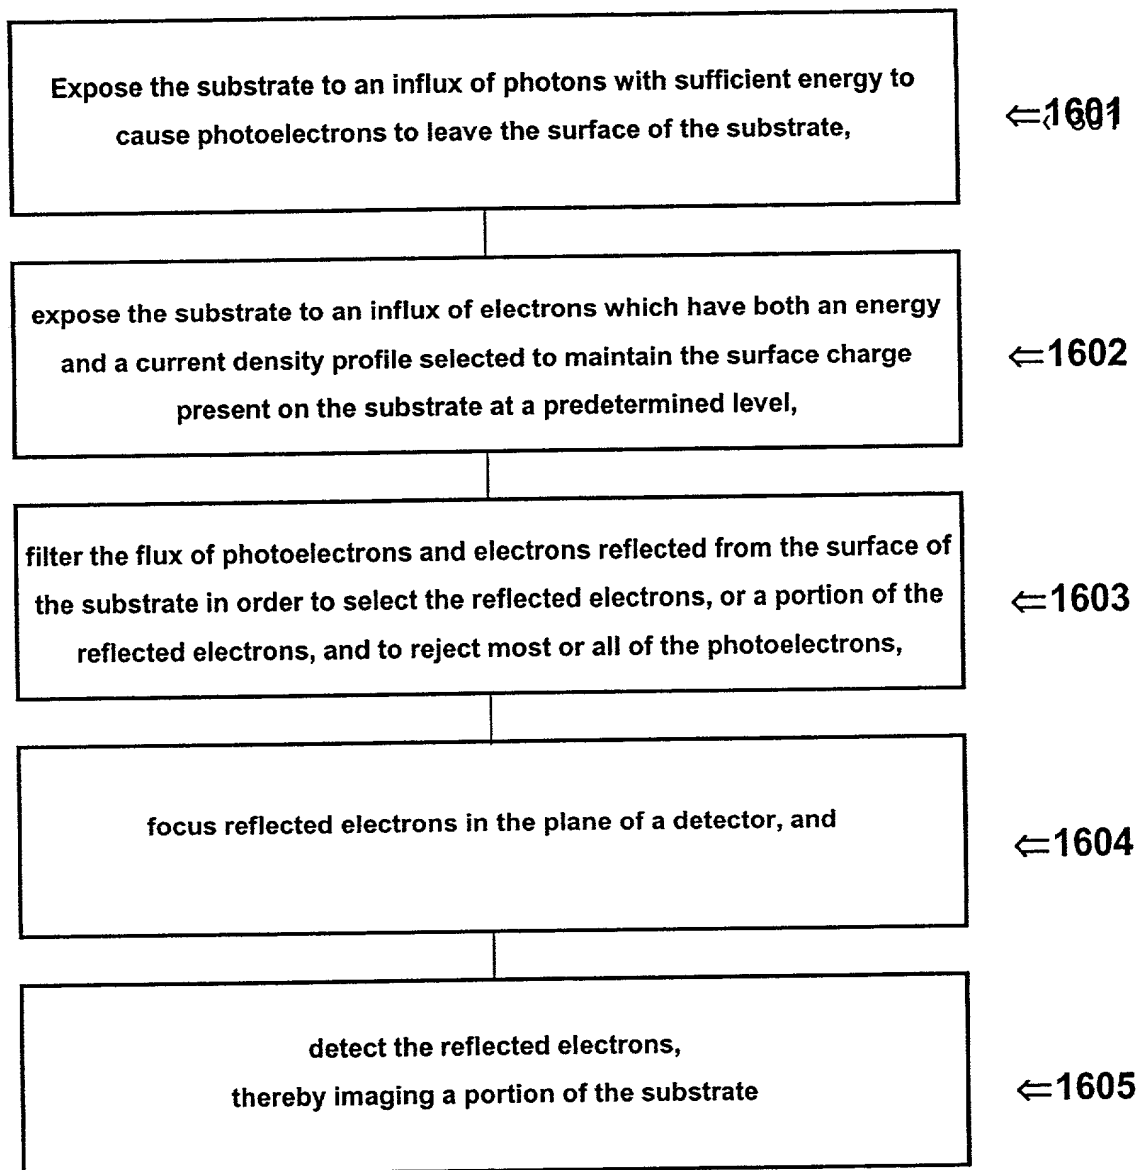 Expose the substrate to an influx of photons with sufficient energy to
cause photoelectrons to leave the surface of the substrate,
⇐1601
expose the substrate to an influx of electrons which have both an energy
and a current density profile selected to maintain the surface charge
present on the substrate at a predetermined level,
⇐1602
filter the flux of photoelectrons and electrons reflected from the surface of
the substrate in order to select the reflected electrons, or a portion of the
reflected electrons, and to reject most or all of the photoelectrons,
⇐1603
focus reflected electrons in the plane of a detector, and
⇐1604
detect the reflected electrons,
thereby imaging a portion of the substrate
⇐1605